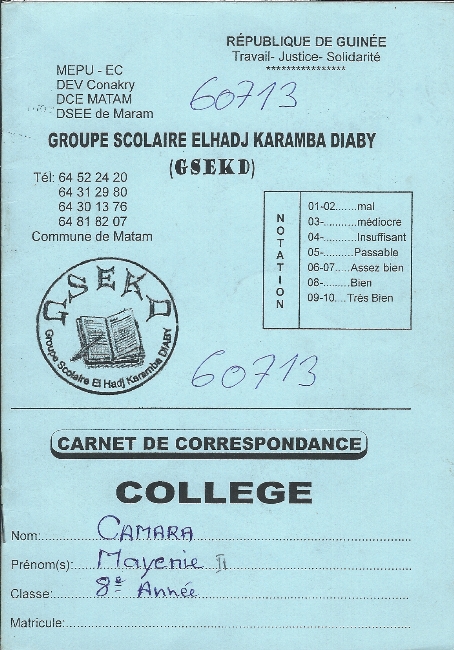 RÉPUBLIQUE DE GUINÉE
Travail- Justice- Solidarité
****************
MEPU - EC
DEV Conakry
DCE MATAM
DSEE de Maram
60713
GROUPE SCOLAIRE ELHADJ KARAMBA DIABY
(GSEKD)
Tél: 64 52 24 20
64 31 29 80
64 30 13 76
64 81 82 07
Commune de Matam
NOTATION
01-02.......mal
03-..........médiocre
04-..........Insuffisant
05-..........Passable
06-07.....Assez bien
08-.........Bien
09-10....Très Bien
GSEKD
Groupe Scolaire El Hadj Karamba DIABY
60713
CARNET DE CORRESPONDANCE
COLLEGE
Nom: CAMARA
Prénom(s): Mayenie II
Classe: 8e Année
Matricule: